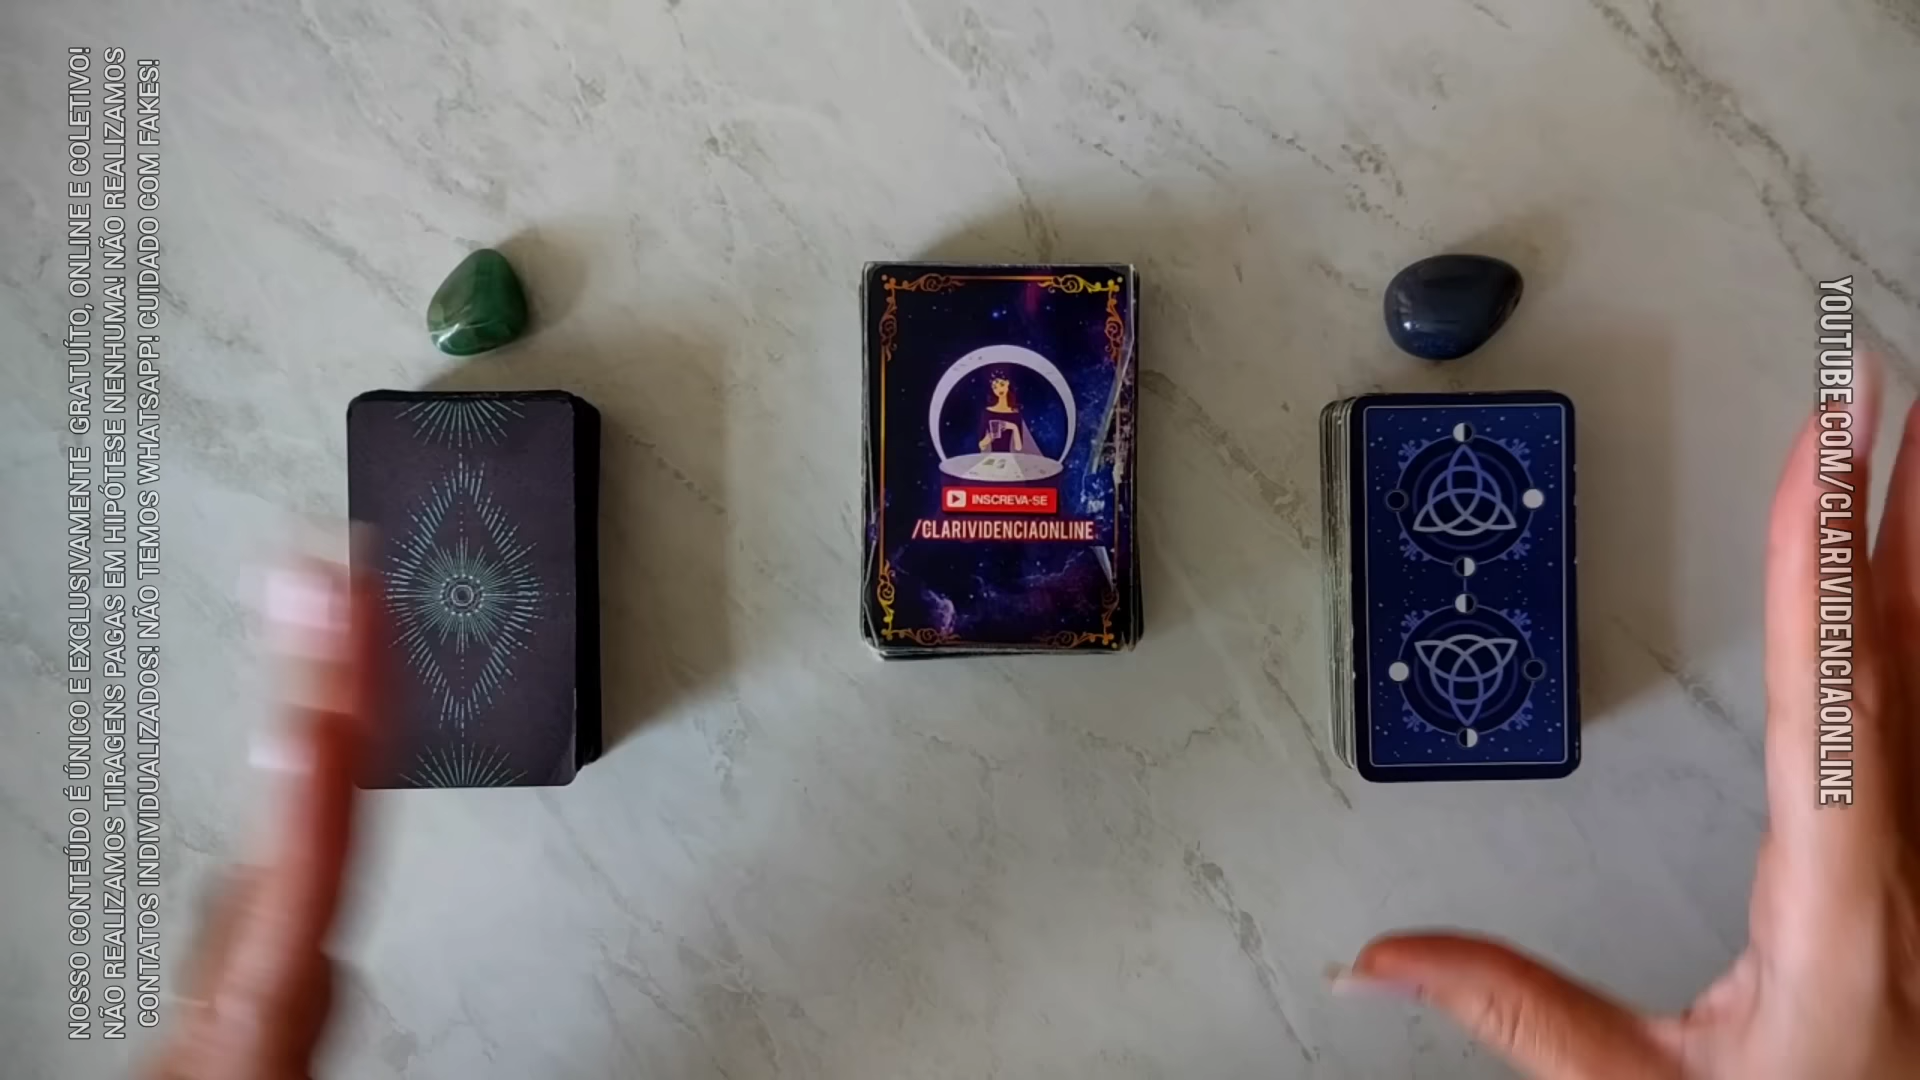 NOSSO CONTEÚDO É ÚNICO E EXCLUSIVAMENTE GRATUÍTO, ONLINE E COLETIVO!
NÃO REALIZAMOS TIRAGENS PAGAS EM HIPÓTESE NENHUMA! NÃO REALIZAMOS
CONTATOS INDIVIDUALIZADOS! NÃO TEMOS WHATSAPP! CUIDADO COM FAKES!
INSCREVA-SE
/CLARIVIDENCIAONLINE
YOUTUBE.COM/CLARIVIDENCIAONLINE